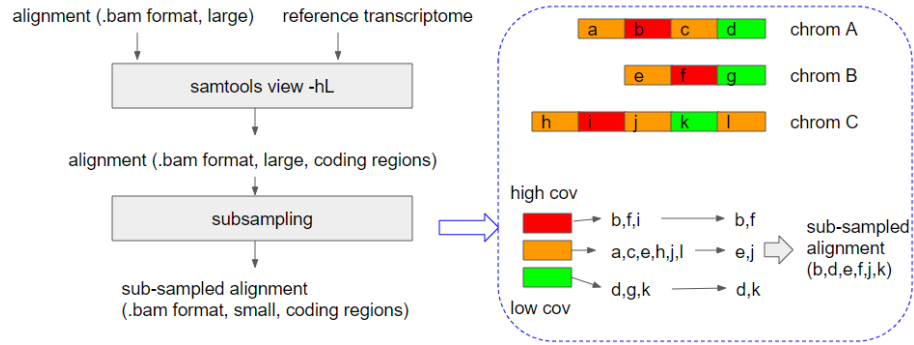 alignment (.bam format, large)
reference transcriptome
samtools view -hL
alignment (.bam format, large, coding regions)
subsampling
sub-sampled alignment
(.bam format, small, coding regions)
a b c d chrom A
e f g chrom B
h i j k l chrom C
high cov
b,f,i b,f
a,c,e,h,j,l e,j
d,g,k d,k
low cov
sub-sampled
alignment
(b,d,e,f,j,k)